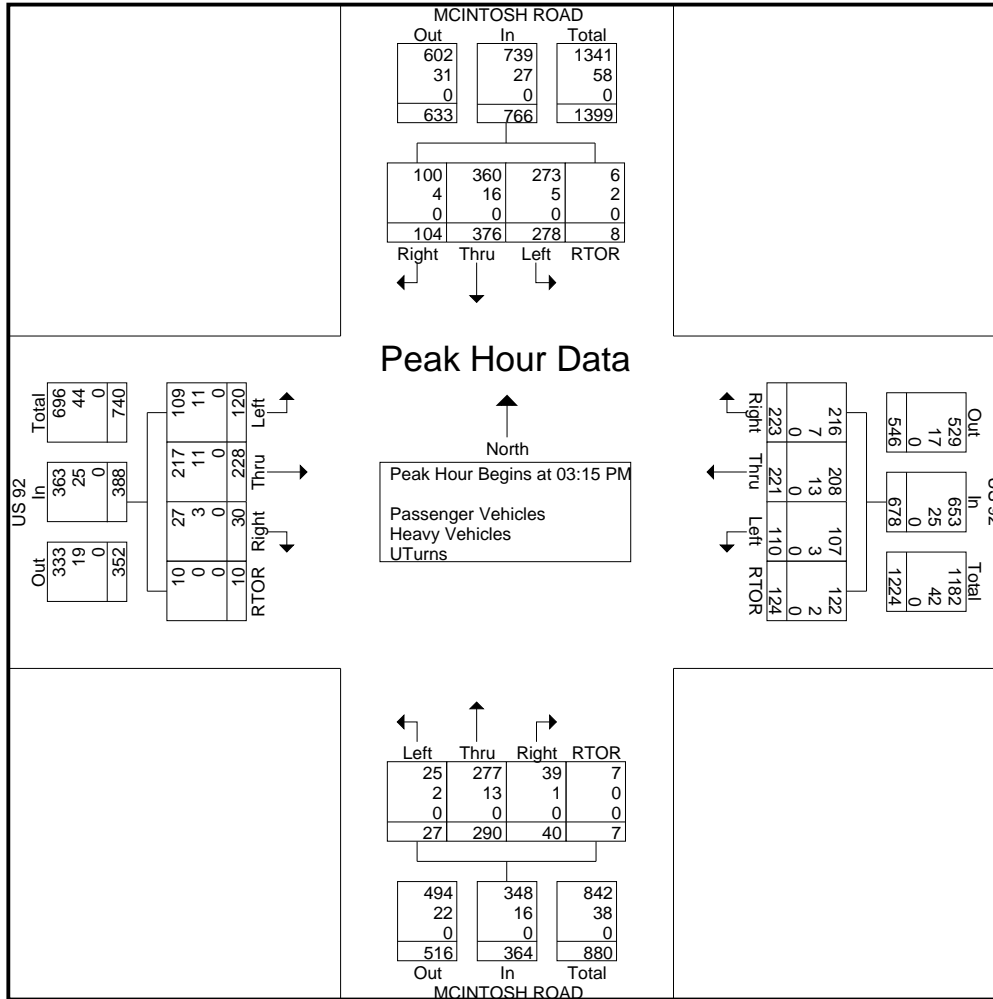 MCINTOSH ROAD
Out In Total
602 739 1341
31 27 58
0 0 0
633 766 1399
100 360 273 6
4 16 5 2
0 0 0 0
104 376 278 8
Right Thru Left RTOR
Peak Hour Data
North
Peak Hour Begins at 03:15 PM
Passenger Vehicles
Heavy Vehicles
UTurns
US 92
Out In Total
333 363 696
19 25 44
0 0 0
352 388 740
RTOR Right Thru Left
10 27 217 109
0 3 11 11
0 0 0 0
10 30 228 120
Right Thru Left RTOR
216 208 107 122
7 13 3 2
0 0 0 0
223 221 110 124
Out In Total
529 653 1182
17 25 42
0 0 0
546 678 1224
Left Thru Right RTOR
25 277 39 7
2 13 1 0
0 0 0 0
27 290 40 7
494 348 842
22 16 38
0 0 0
516 364 880
Out In Total
MCINTOSH ROAD